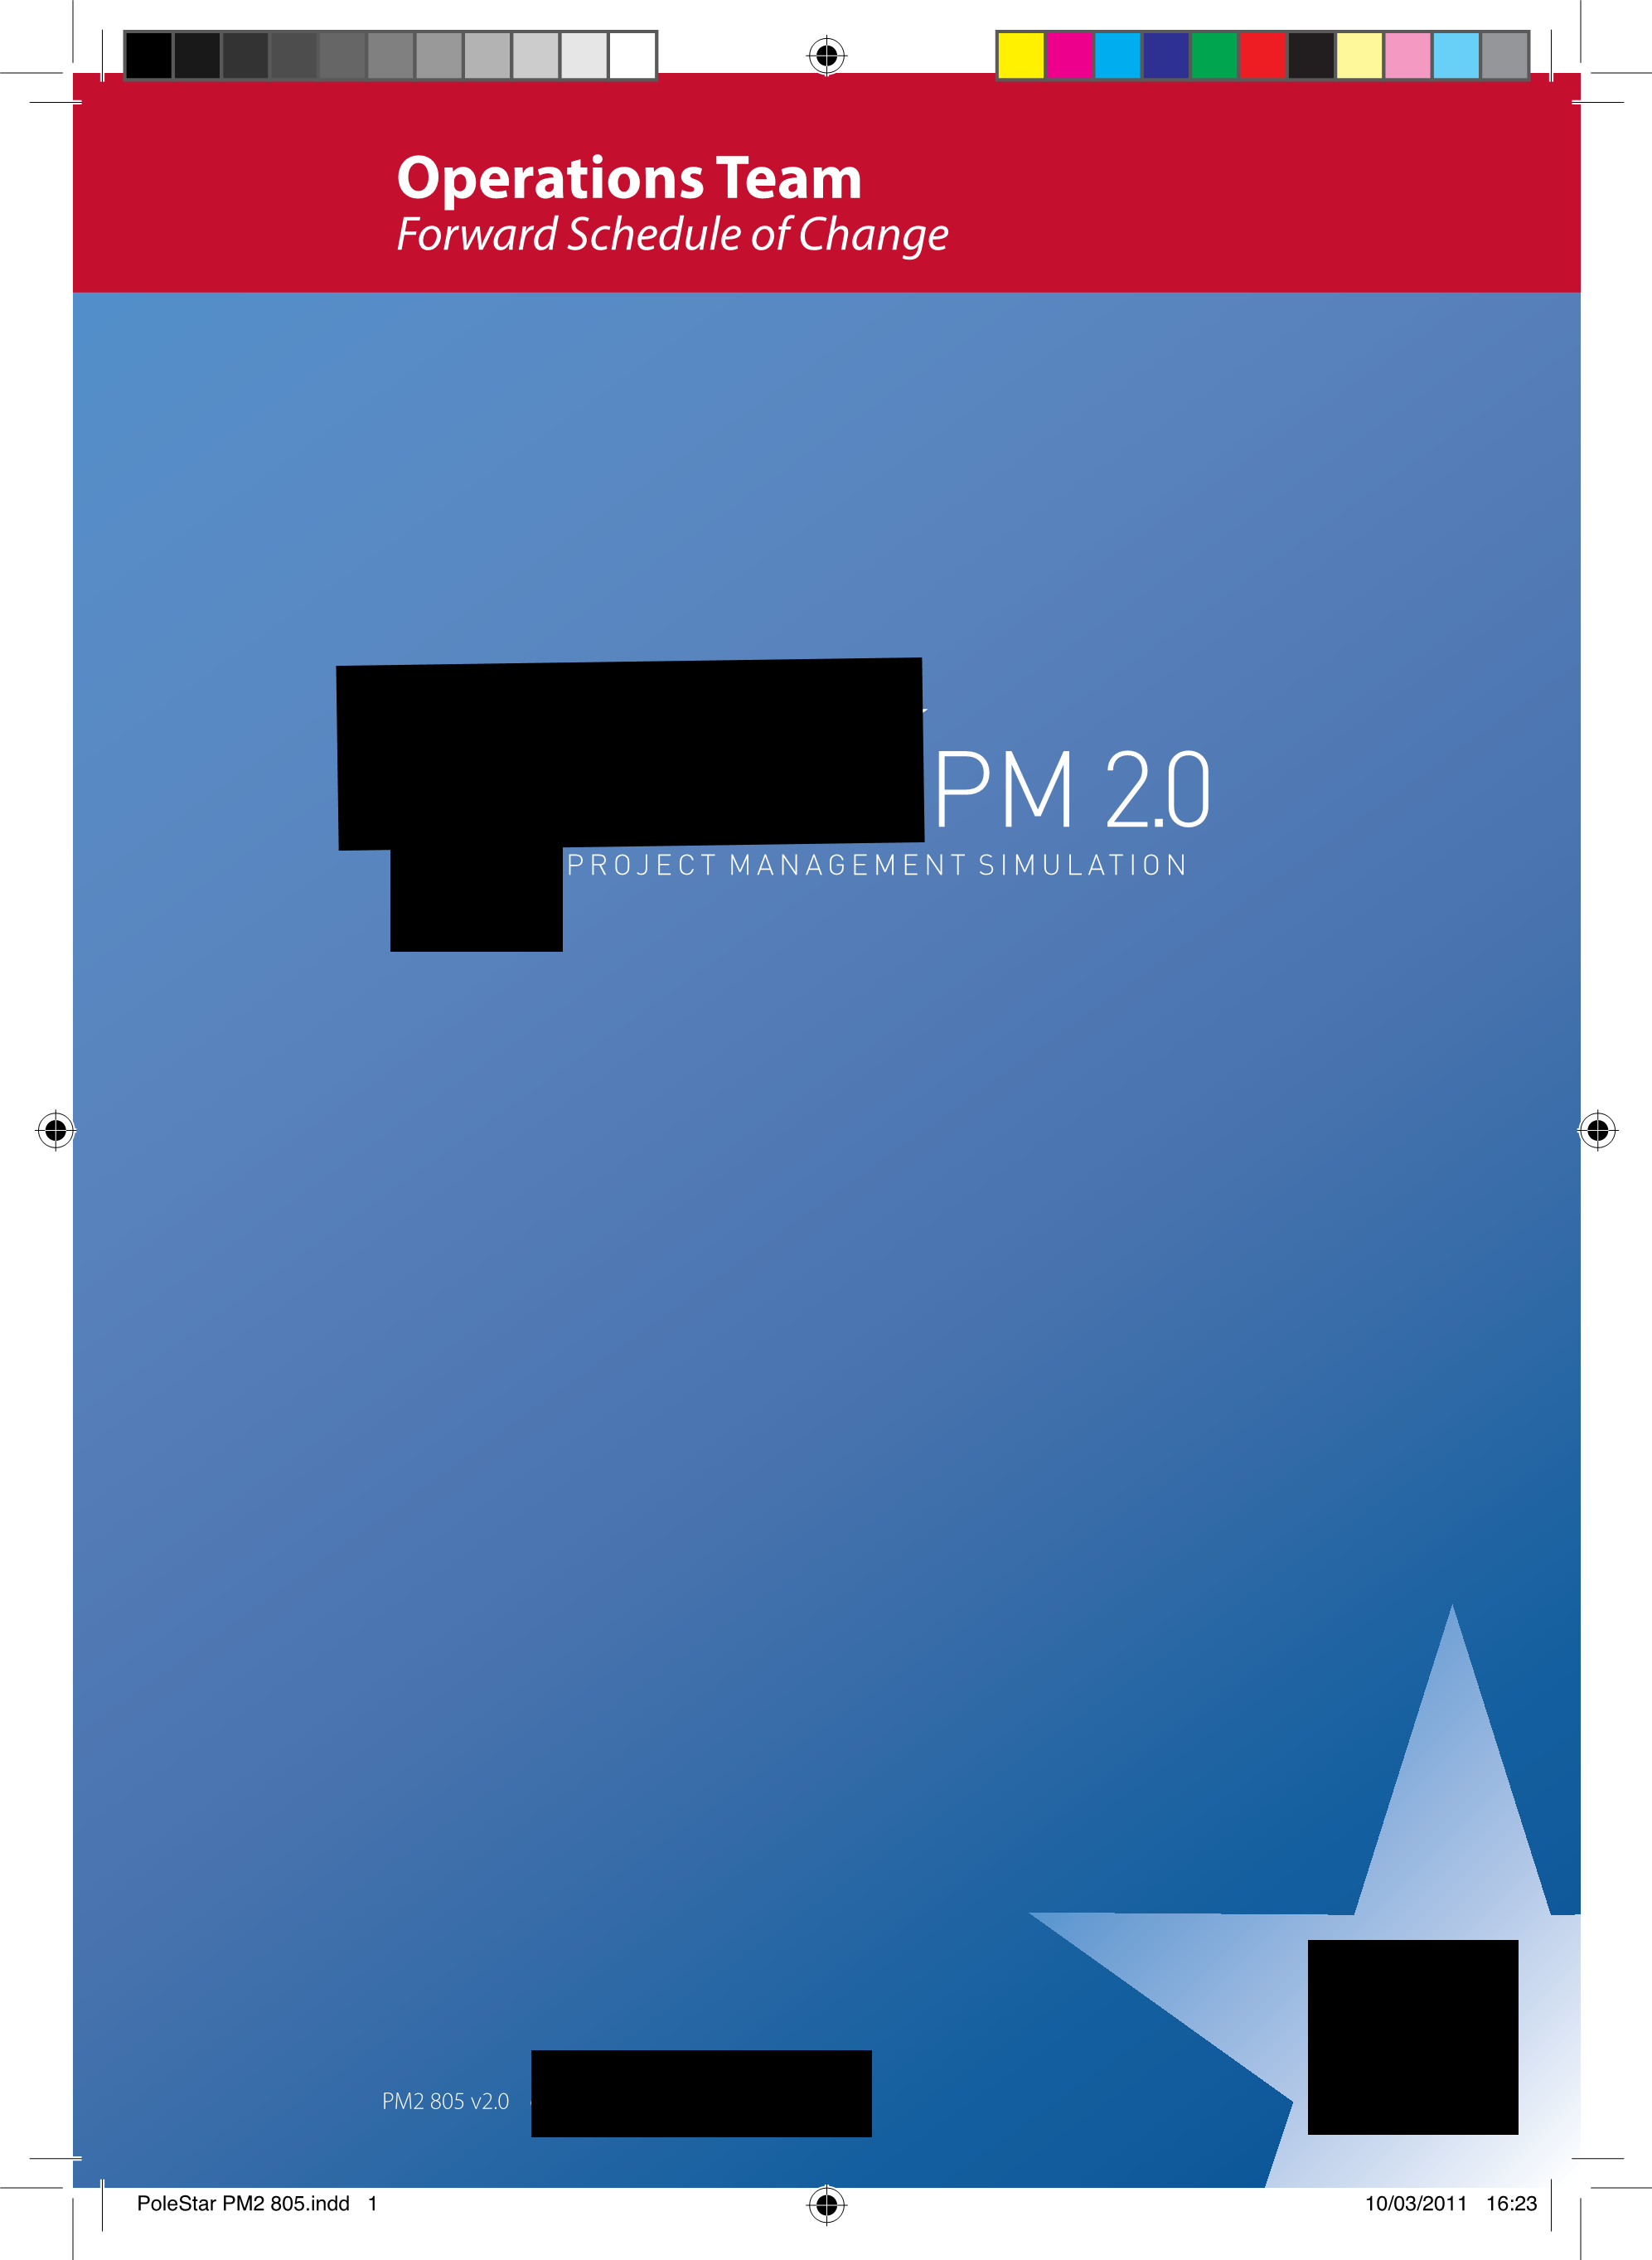 Operations Team
Forward Schedule of Change
PM 2.0
PROJECT MANAGEMENT SIMULATION
PM2 805 v2.0
PoleStar PM2 805.indd 1
10/03/2011 16:23